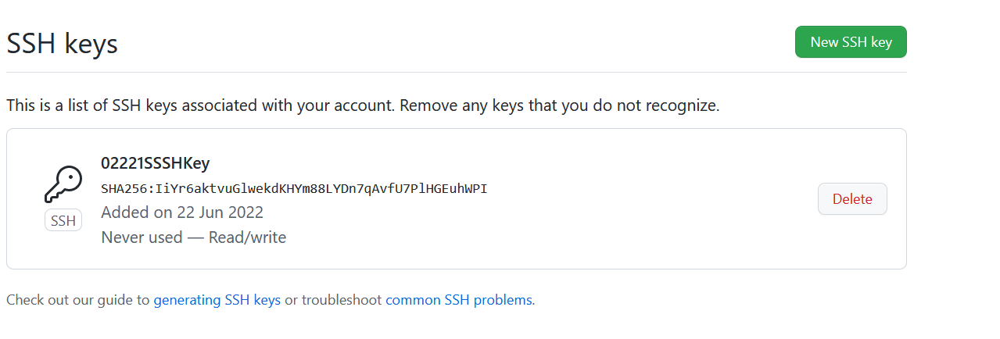 SSH keys
New SSH key
This is a list of SSH keys associated with your account. Remove any keys that you do not recognize.
02221SSSHKey
SHA256:IiYr6aktvuGlwekdKHYm88LYDn7qAvfU7PlHGEuhWPI
Added on 22 Jun 2022
Never used — Read/write
SSH
Delete
Check out our guide to generating SSH keys or troubleshoot common SSH problems.